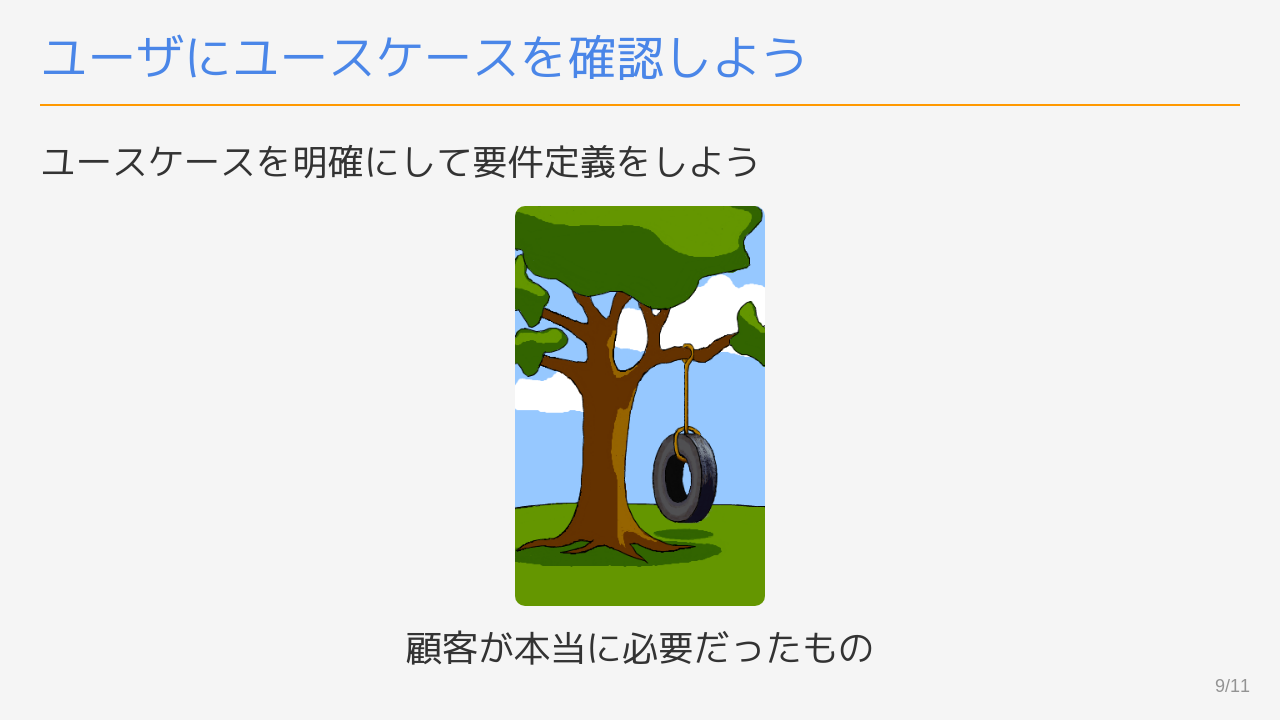 ユーザにユースケースを確認しよう
ユースケースを明確にして要件定義をしよう
顧客が本当に必要だったもの
9/11